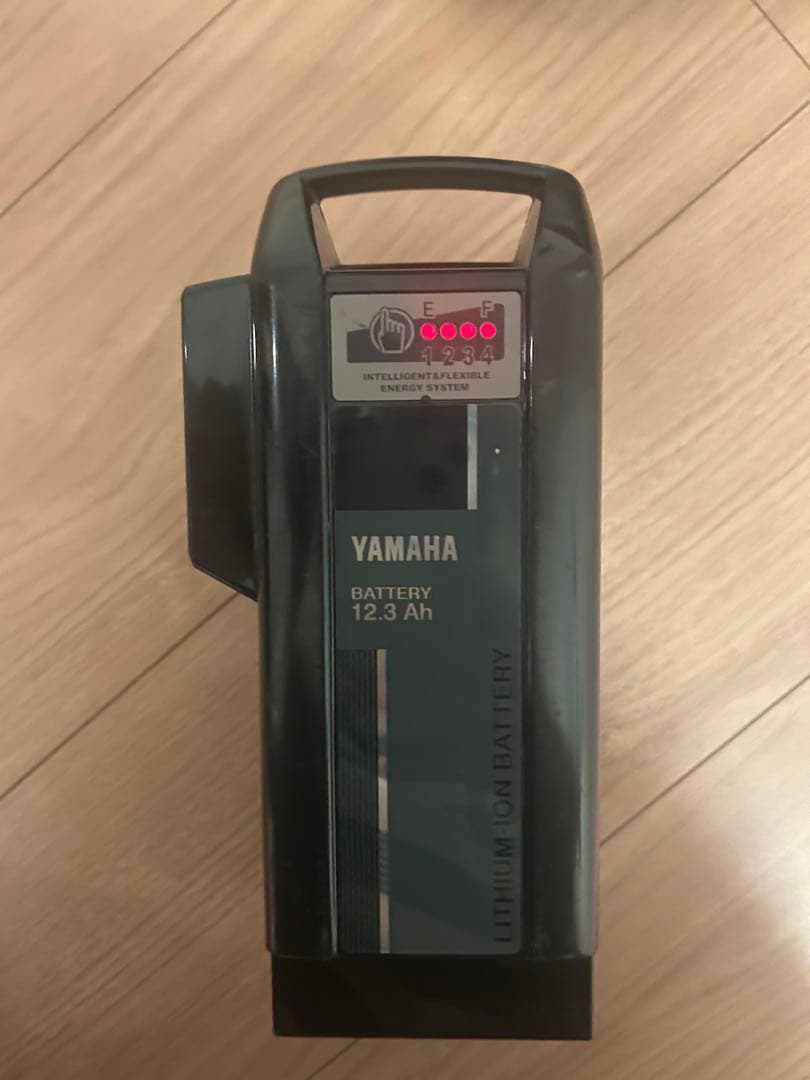 E F
1 2 3 4
INTELLIGENT&FLEXIBLE
ENERGY SYSTEM
YAMAHA
BATTERY
12.3 Ah
LITHIUM-ION BATTERY